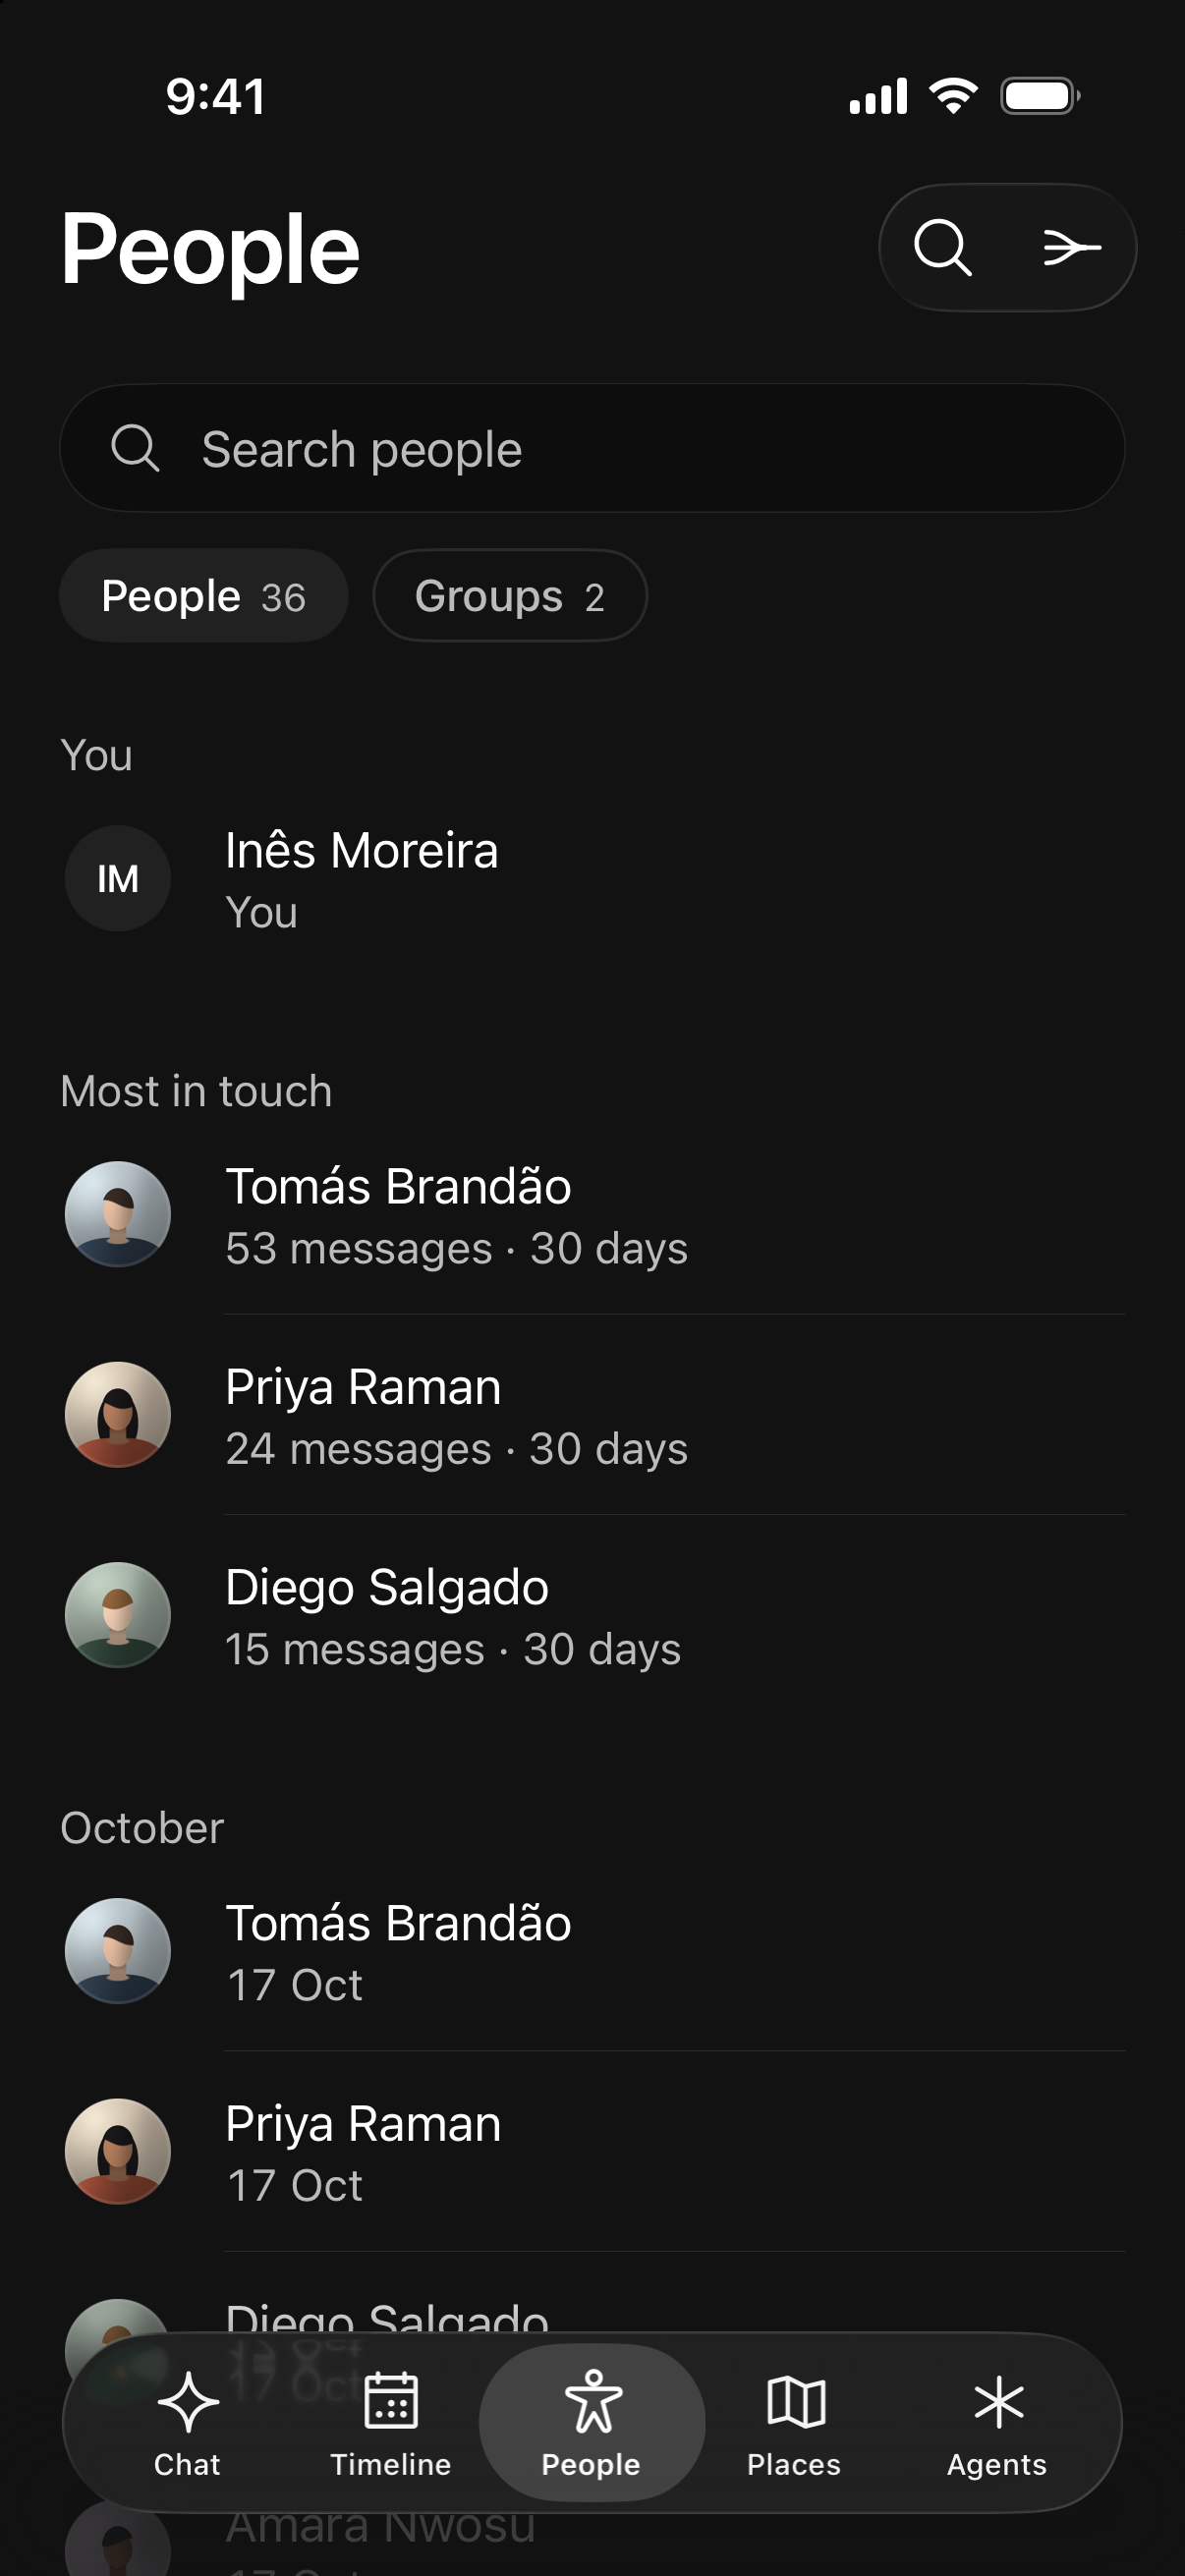 9:41
People
Search people
People 36
Groups 2
You
IM
Inês Moreira
You
Most in touch
Tomás Brandão
53 messages · 30 days
Priya Raman
24 messages · 30 days
Diego Salgado
15 messages · 30 days
October
Tomás Brandão
17 Oct
Priya Raman
17 Oct
Diego Salgado
17 Oct
Chat
Timeline
People
Places
Agents
Amara Nwosu